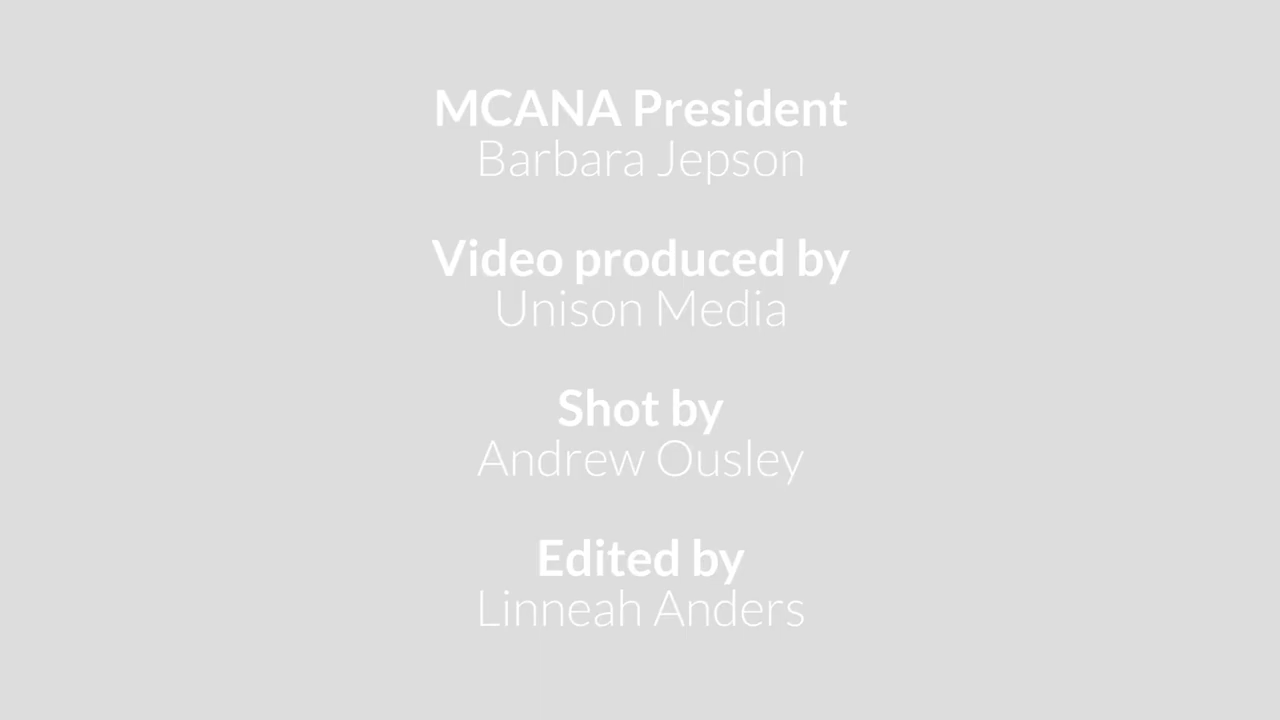 MCANA President
Barbara Jepson
Video produced by
Unison Media
Shot by
Andrew Ousley
Edited by
Linneah Anders